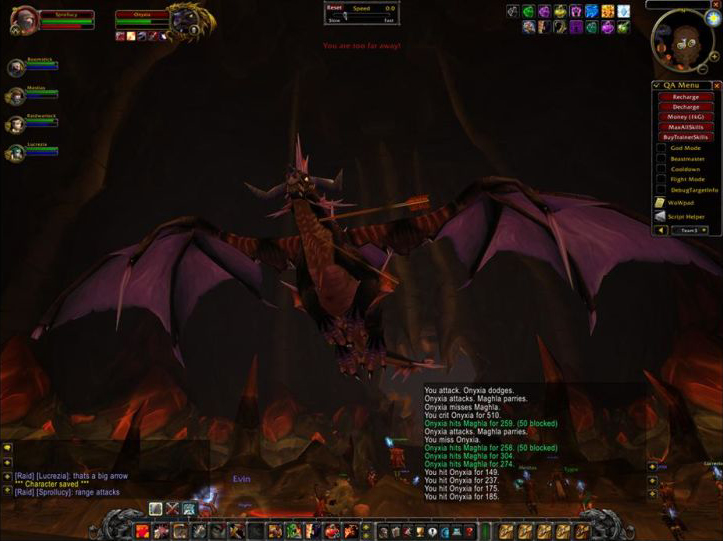 Sprollucy
Onyxia
Reset Speed 0.0
Slow Fast
You are too far away!
Lucrezia
QA Menu
Recharge
Decharge
Money (1kG)
MaxAllSkills
BuyTrainerSkills
God Mode
Beastmaster
Cooldown
Flight Mode
DebugTargetInfo
WoWpad
Script Helper
You attack. Onyxia dodges.
Onyxia attacks. Maghla parries.
Onyxia misses Maghla.
You crit Onyxia for 510.
Onyxia hits Maghla for 259. (50 blocked)
Onyxia attacks. Maghla parries.
You miss Onyxia.
Onyxia hits Maghla for 258. (50 blocked)
Onyxia hits Maghla for 304.
Onyxia hits Maghla for 274.
You hit Onyxia for 149.
You hit Onyxia for 237.
You hit Onyxia for 175.
You hit Onyxia for 185.
[Raid] [Lucrezia]: thats a big arrow
*** Character saved ***
[Raid] [Sprollucy]: range attacks
Evin